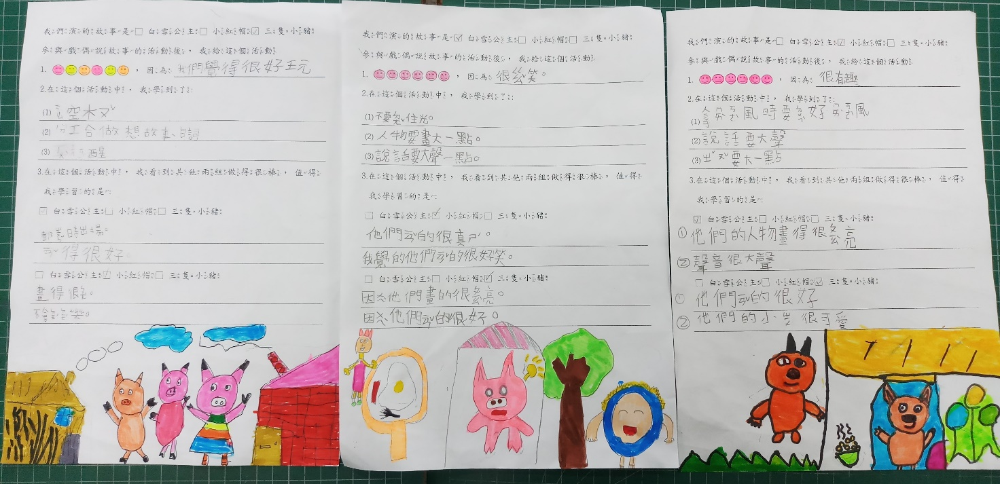 我們演的故事是□ 白雪公主□ 小紅帽☑ 三隻小豬
參與戲偶說故事的活動後，我給這個活動
1. ，因為 我們覺得很好玩
2.在這個活動中，我學到了:
(1) 空木又ˇ
(2) 分工合做 想故事 台詞
(3)
3.在這個活動中，我看到其他兩組做得很棒，值得
我學習的是:
☑ 白雪公主□ 小紅帽□ 三隻小豬
得很好
□ 白雪公主☑ 小紅帽□ 三隻小豬
畫得很
不會
我們演的故事是☑ 白雪公主□ 小紅帽□ 三隻小豬
參與戲偶說故事的活動後，我給這個活動
1. ，因為 很幺笑。
2.在這個活動中，我學到了:
(1) 不要 住光。
(2) 人物要畫大一點。
(3) 說話要大聲一點。
3.在這個活動中，我看到其他兩組做得很棒，值得
我學習的是:
□ 白雪公主☑ 小紅帽□ 三隻小豬
他們 的很真
我覺的他們 的很好笑。
□ 白雪公主□ 小紅帽☑ 三隻小豬
因 他們畫的很 亮。
因 他們 的很好。
我們演的故事是□ 白雪公主☑ 小紅帽□ 三隻小豬
參與戲偶說故事的活動後，我給這個活動
1. ，因為 很有趣
2.在這個活動中，我學到了:
(1) 風時要 好 風
(2) 說話要大聲
(3) 要大一點
3.在這個活動中，我看到其他兩組做得很棒，值得
我學習的是:
☑ 白雪公主□ 小紅帽□ 三隻小豬
① 他們的人物畫得很 亮
② 聲音很大聲
□ 白雪公主□ 小紅帽☑ 三隻小豬
① 他們 的很好
② 他們的小 很可愛